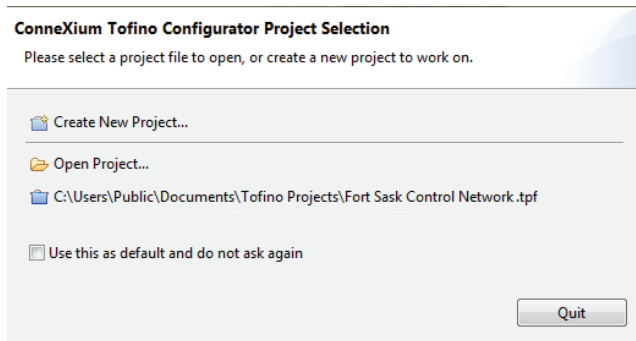 ConneXium Tofino Configurator Project Selection
Please select a project file to open, or create a new project to work on.
Create New Project...
Open Project...
C:\Users\Public\Documents\Tofino Projects\Fort Sask Control Network.tpf
Use this as default and do not ask again
Quit